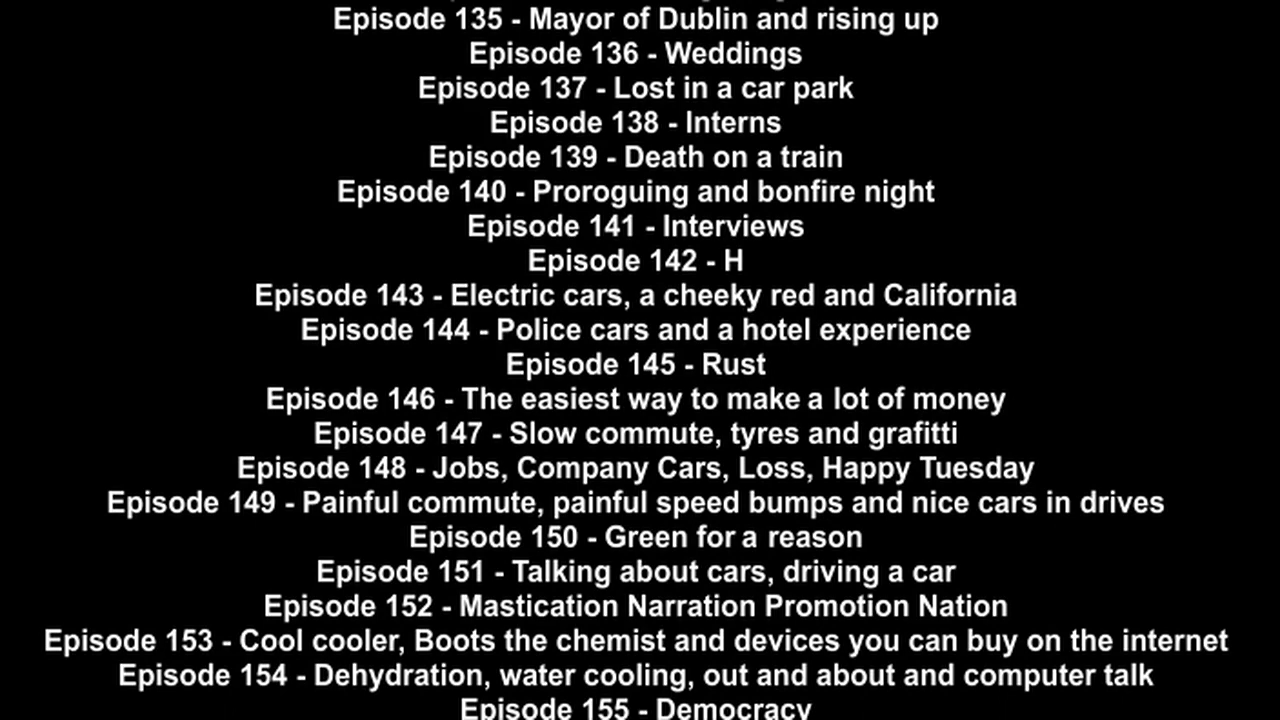 Episode 135 - Mayor of Dublin and rising up
Episode 136 - Weddings
Episode 137 - Lost in a car park
Episode 138 - Interns
Episode 139 - Death on a train
Episode 140 - Proroguing and bonfire night
Episode 141 - Interviews
Episode 142 - H
Episode 143 - Electric cars, a cheeky red and California
Episode 144 - Police cars and a hotel experience
Episode 145 - Rust
Episode 146 - The easiest way to make a lot of money
Episode 147 - Slow commute, tyres and grafitti
Episode 148 - Jobs, Company Cars, Loss, Happy Tuesday
Episode 149 - Painful commute, painful speed bumps and nice cars in drives
Episode 150 - Green for a reason
Episode 151 - Talking about cars, driving a car
Episode 152 - Mastication Narration Promotion Nation
Episode 153 - Cool cooler, Boots the chemist and devices you can buy on the internet
Episode 154 - Dehydration, water cooling, out and about and computer talk
Episode 155 - Democracy